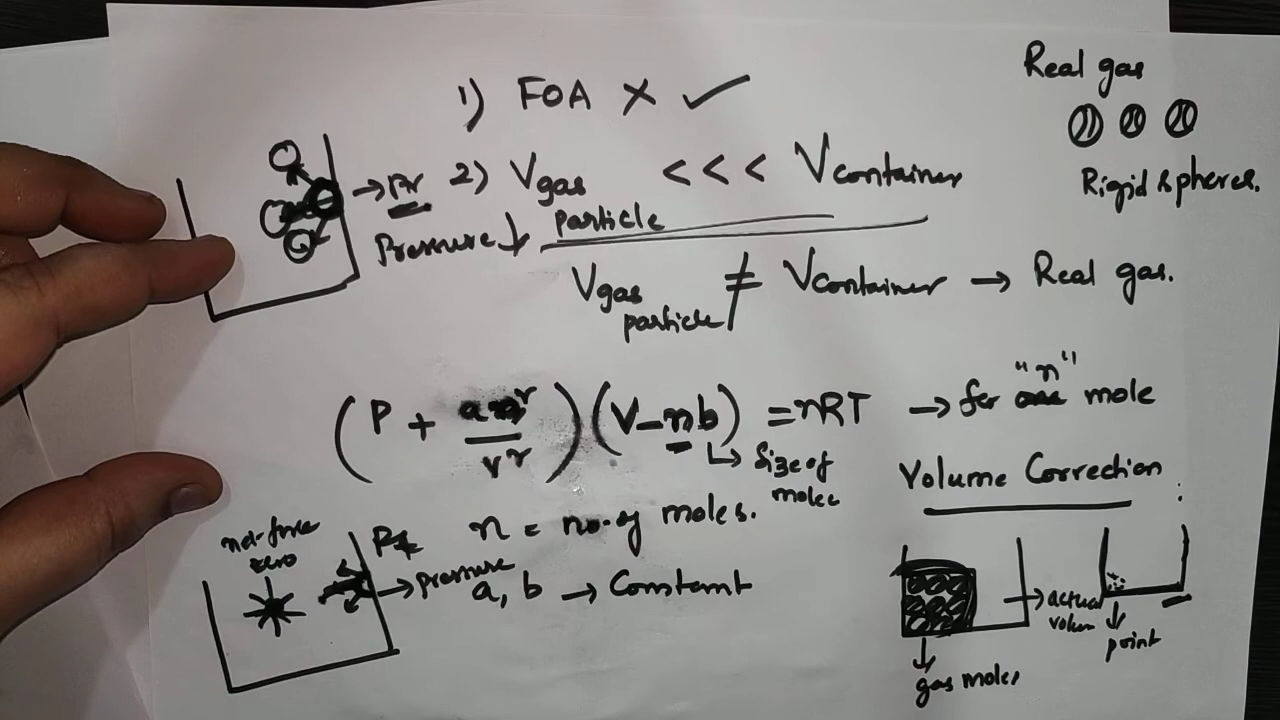 Real gas
1) FOA × ✓
Rigid spheres.
→ Pr
2) Vgas particle <<< Vcontainer
Pressure ↓
Vgas particle ≠ Vcontainer → Real gas.
(P + an²/v²)(V-nb) = nRT → for "n" mole
↳ Size of molec
Volume Correction
n = no. of moles.
net-force zero
→ pressure
a, b → Constant
→ actual volum
↓ point
↓ gas molec